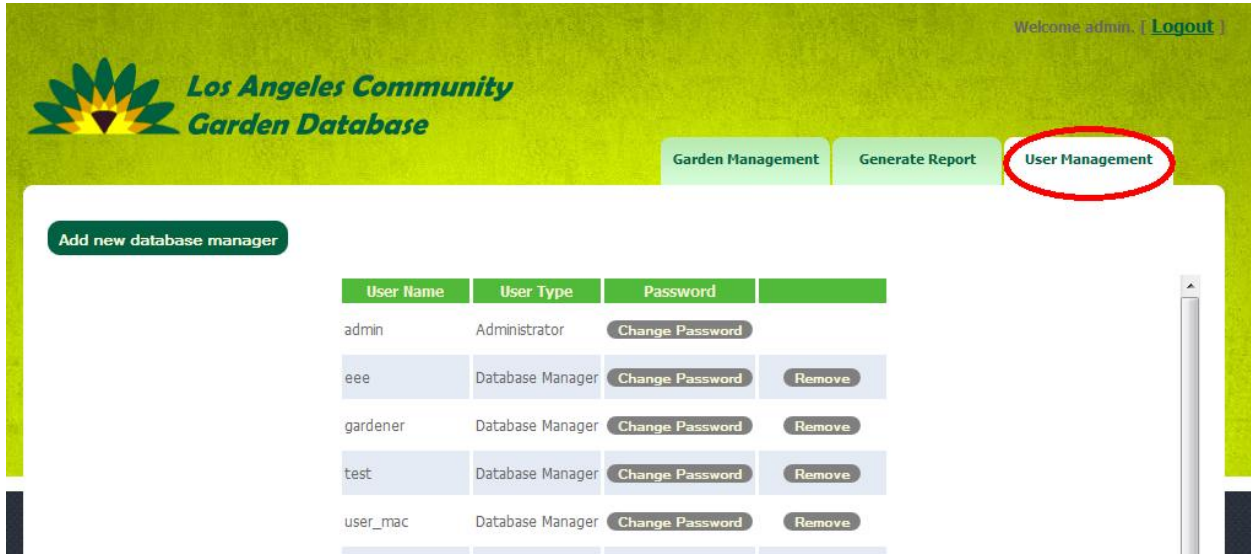 Welcome admin. [ Logout ]
Los Angeles Community
Garden Database
Garden Management Generate Report User Management
Add new database manager
User Name User Type Password
admin Administrator Change Password
eee Database Manager Change Password Remove
gardener Database Manager Change Password Remove
test Database Manager Change Password Remove
user_mac Database Manager Change Password Remove